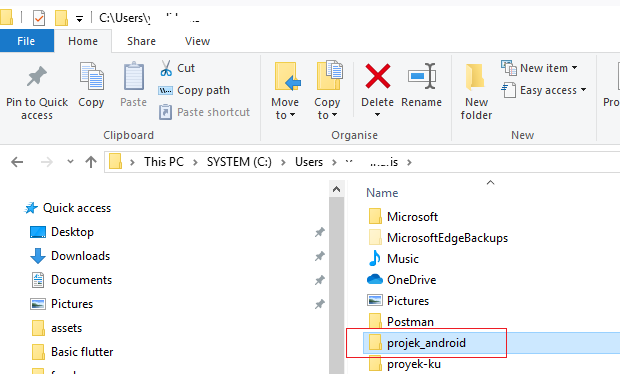 C:\Users\
File Home Share View
Pin to Quick access
Copy
Paste
Cut
Copy path
Paste shortcut
Clipboard
Move to
Copy to
Delete
Rename
Organise
New folder
New item
Easy access
New
This PC > SYSTEM (C:) > Users >
Quick access
Desktop
Downloads
Documents
Pictures
assets
Basic flutter
Name
Microsoft
MicrosoftEdgeBackups
Music
OneDrive
Pictures
Postman
projek_android
proyek-ku